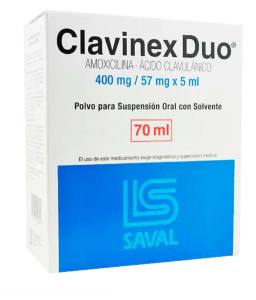 Clavinex Duo®
AMOXICILINA - ÁCIDO CLAVULÁNICO
400 mg / 57 mg x 5 ml
Polvo para Suspensión Oral con Solvente
70 ml
El uso de este medicamento exige diagnóstico y supervisión médica.
SAVAL